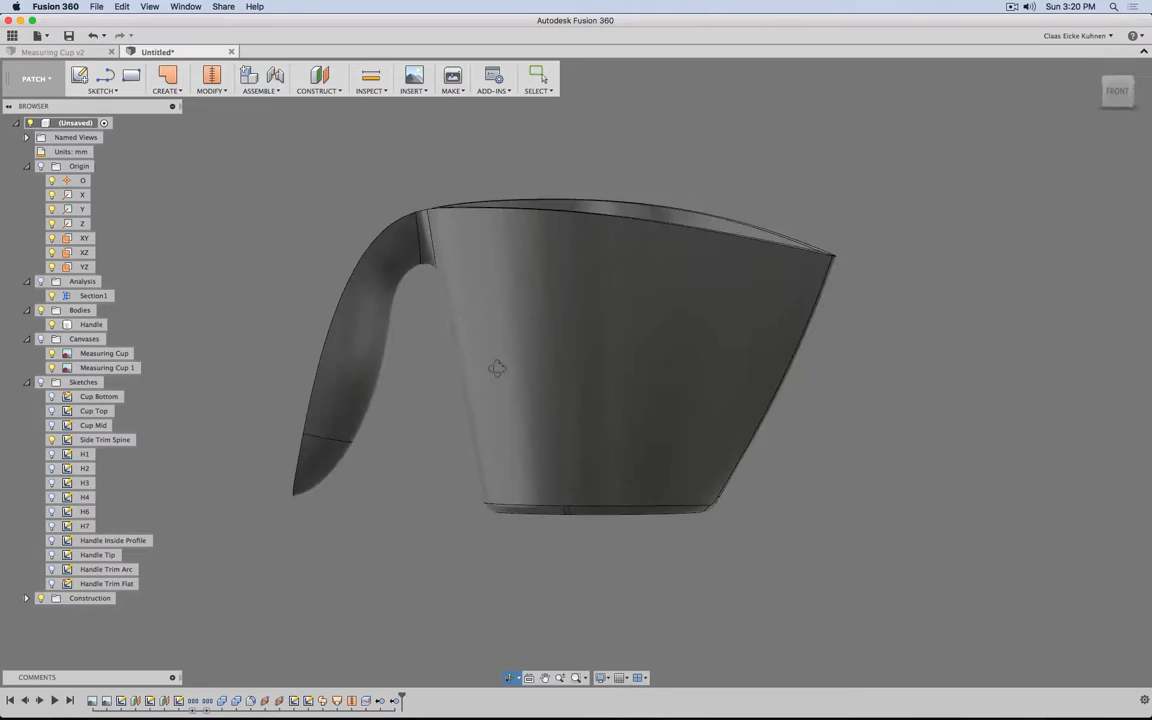 Fusion 360 File Edit View Window Share Help
Sun 3:20 PM
Autodesk Fusion 360
Claas Eicke Kuhnen
Measuring Cup v2
Untitled*
PATCH
SKETCH
CREATE
MODIFY
ASSEMBLE
CONSTRUCT
INSPECT
INSERT
MAKE
ADD-INS
SELECT
BROWSER
FRONT
(Unsaved)
Named Views
Units: mm
Origin
O
X
Y
Z
XY
XZ
YZ
Analysis
Section1
Bodies
Handle
Canvases
Measuring Cup
Measuring Cup 1
Sketches
Cup Bottom
Cup Top
Cup Mid
Side Trim Spine
H1
H2
H3
H4
H6
H7
Handle Inside Profile
Handle Tip
Handle Trim Arc
Handle Trim Flat
Construction
COMMENTS